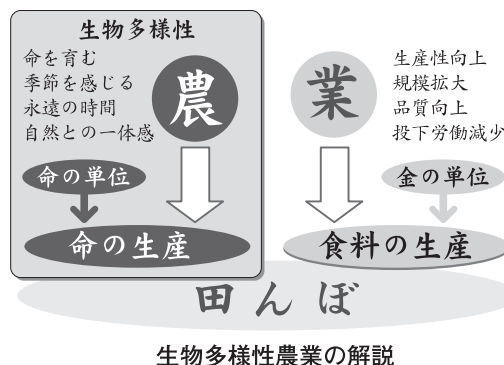 生物多様性
命を育む
季節を感じる
永遠の時間
自然との一体感
農
命の単位
命の生産
業
生産性向上
規模拡大
品質向上
投下労働減少
金の単位
食料の生産
田んぼ
生物多様性農業の解説